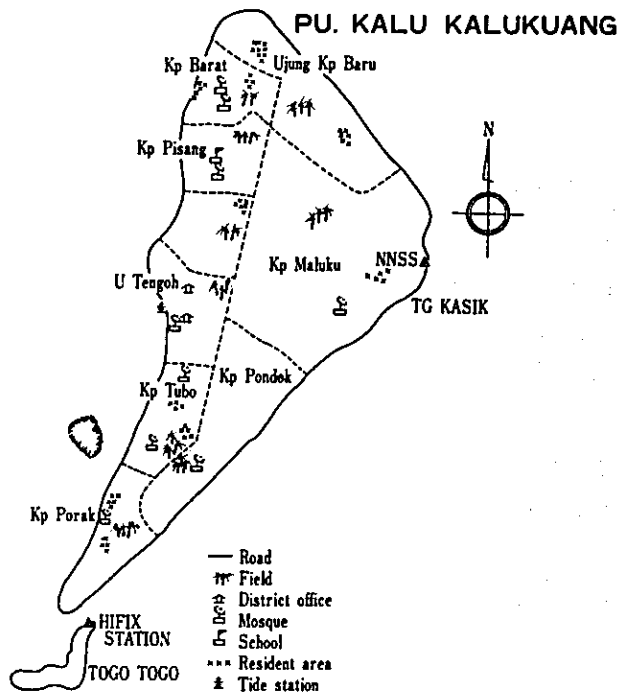 PU. KALU KALUKUANG
Kp Barat
Ujung Kp Baru
Kp Pisang
N
Kp Maluku
NNSS
U Tengoh
TG KASIK
Kp Pondok
Kp Tubo
Kp Porak
Road
Field
District office
Mosque
School
Resident area
Tide station
HIFIX
STATION
TOGO TOGO